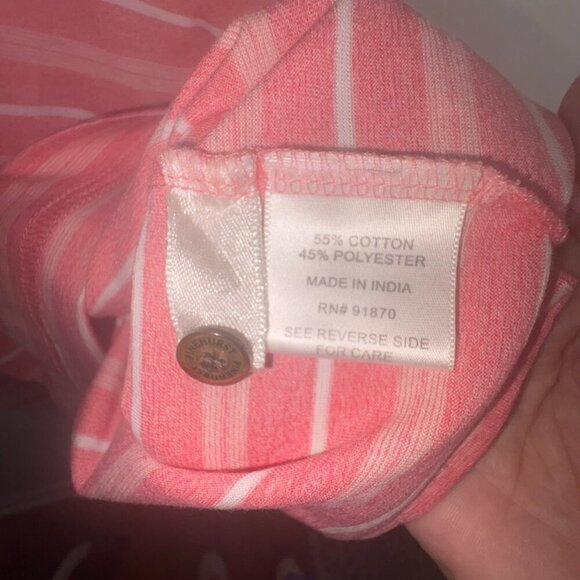 55% COTTON
45% POLYESTER
MADE IN INDIA
RN# 91870
SEE REVERSE SIDE
FOR CARE